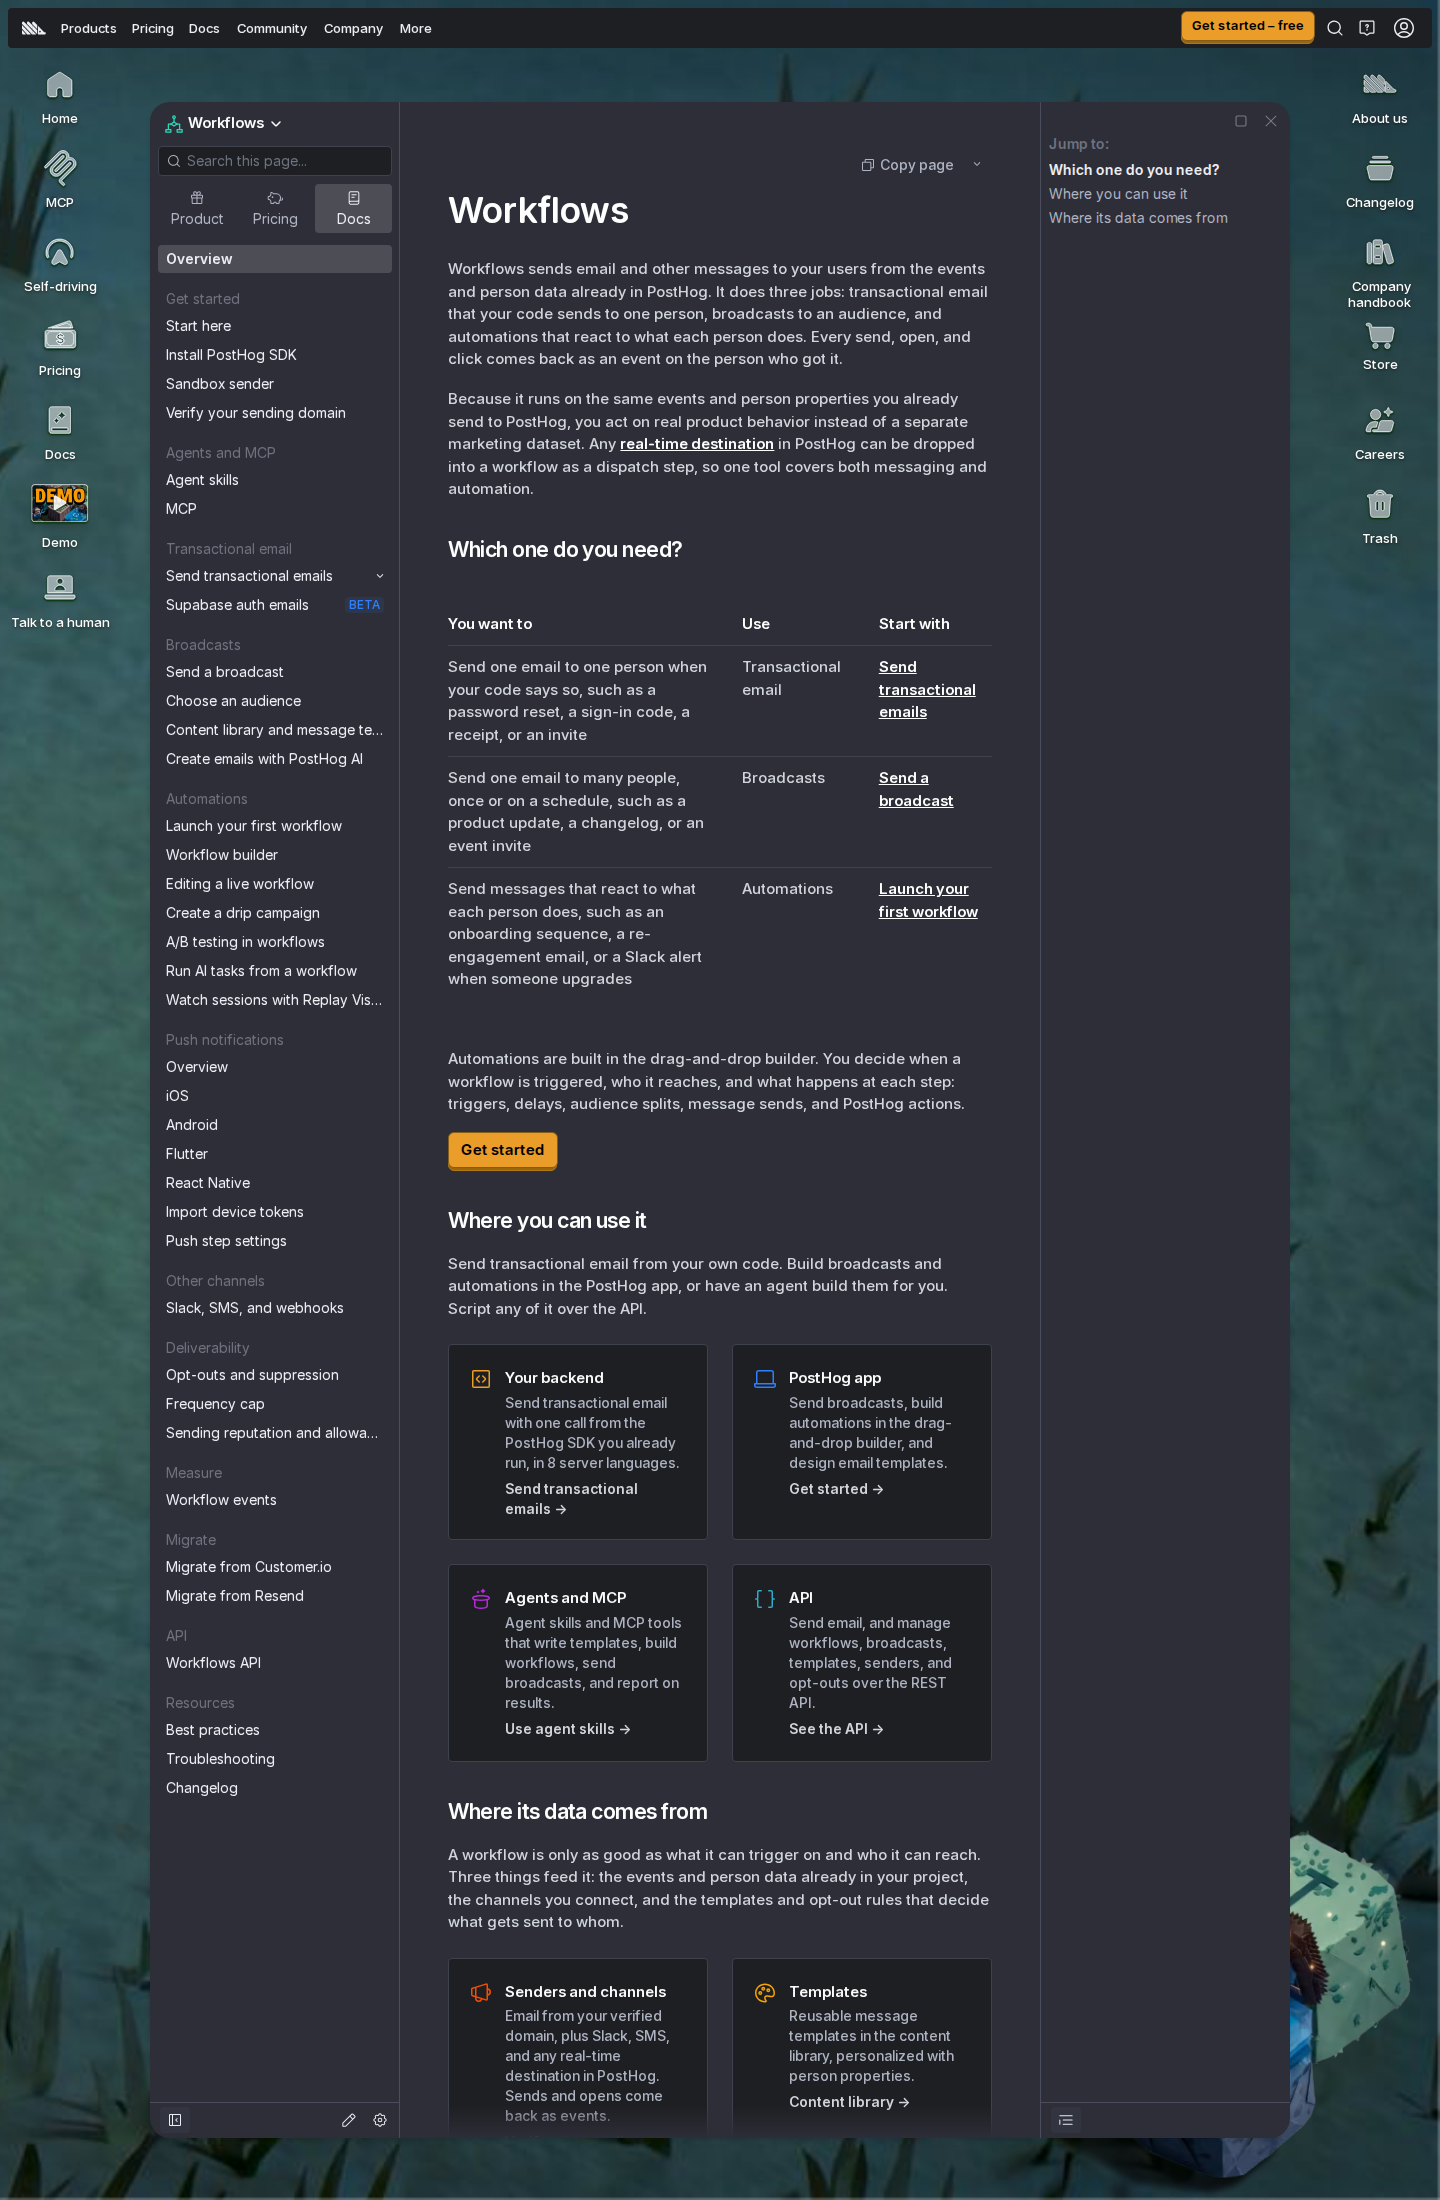 Products Pricing Docs Community Company More
Get started – free
Home
MCP
Self-driving
Pricing
Docs
DEMO
Demo
Talk to a human
About us
Changelog
Company
handbook
Store
Careers
Trash
Workflows
Search this page...
Product Pricing Docs
Overview
Get started
Start here
Install PostHog SDK
Sandbox sender
Verify your sending domain
Agents and MCP
Agent skills
MCP
Transactional email
Send transactional emails
Supabase auth emails BETA
Broadcasts
Send a broadcast
Choose an audience
Content library and message te...
Create emails with PostHog AI
Automations
Launch your first workflow
Workflow builder
Editing a live workflow
Create a drip campaign
A/B testing in workflows
Run AI tasks from a workflow
Watch sessions with Replay Vis...
Push notifications
Overview
iOS
Android
Flutter
React Native
Import device tokens
Push step settings
Other channels
Slack, SMS, and webhooks
Deliverability
Opt-outs and suppression
Frequency cap
Sending reputation and allowa...
Measure
Workflow events
Migrate
Migrate from Customer.io
Migrate from Resend
API
Workflows API
Resources
Best practices
Troubleshooting
Changelog
Copy page
Workflows
Workflows sends email and other messages to your users from the events
and person data already in PostHog. It does three jobs: transactional email
that your code sends to one person, broadcasts to an audience, and
automations that react to what each person does. Every send, open, and
click comes back as an event on the person who got it.
Because it runs on the same events and person properties you already
send to PostHog, you act on real product behavior instead of a separate
marketing dataset. Any real-time destination in PostHog can be dropped
into a workflow as a dispatch step, so one tool covers both messaging and
automation.
Which one do you need?
You want to Use Start with
Send one email to one person when
your code says so, such as a
password reset, a sign-in code, a
receipt, or an invite
Transactional
email
Send
transactional
emails
Send one email to many people,
once or on a schedule, such as a
product update, a changelog, or an
event invite
Broadcasts
Send a
broadcast
Send messages that react to what
each person does, such as an
onboarding sequence, a re-
engagement email, or a Slack alert
when someone upgrades
Automations
Launch your
first workflow
Automations are built in the drag-and-drop builder. You decide when a
workflow is triggered, who it reaches, and what happens at each step:
triggers, delays, audience splits, message sends, and PostHog actions.
Get started
Where you can use it
Send transactional email from your own code. Build broadcasts and
automations in the PostHog app, or have an agent build them for you.
Script any of it over the API.
Your backend
Send transactional email
with one call from the
PostHog SDK you already
run, in 8 server languages.
Send transactional
emails →
PostHog app
Send broadcasts, build
automations in the drag-
and-drop builder, and
design email templates.
Get started →
Agents and MCP
Agent skills and MCP tools
that write templates, build
workflows, send
broadcasts, and report on
results.
Use agent skills →
API
Send email, and manage
workflows, broadcasts,
templates, senders, and
opt-outs over the REST
API.
See the API →
Where its data comes from
A workflow is only as good as what it can trigger on and who it can reach.
Three things feed it: the events and person data already in your project,
the channels you connect, and the templates and opt-out rules that decide
what gets sent to whom.
Senders and channels
Email from your verified
domain, plus Slack, SMS,
and any real-time
destination in PostHog.
Sends and opens come
back as events.
Templates
Reusable message
templates in the content
library, personalized with
person properties.
Content library →
Jump to:
Which one do you need?
Where you can use it
Where its data comes from